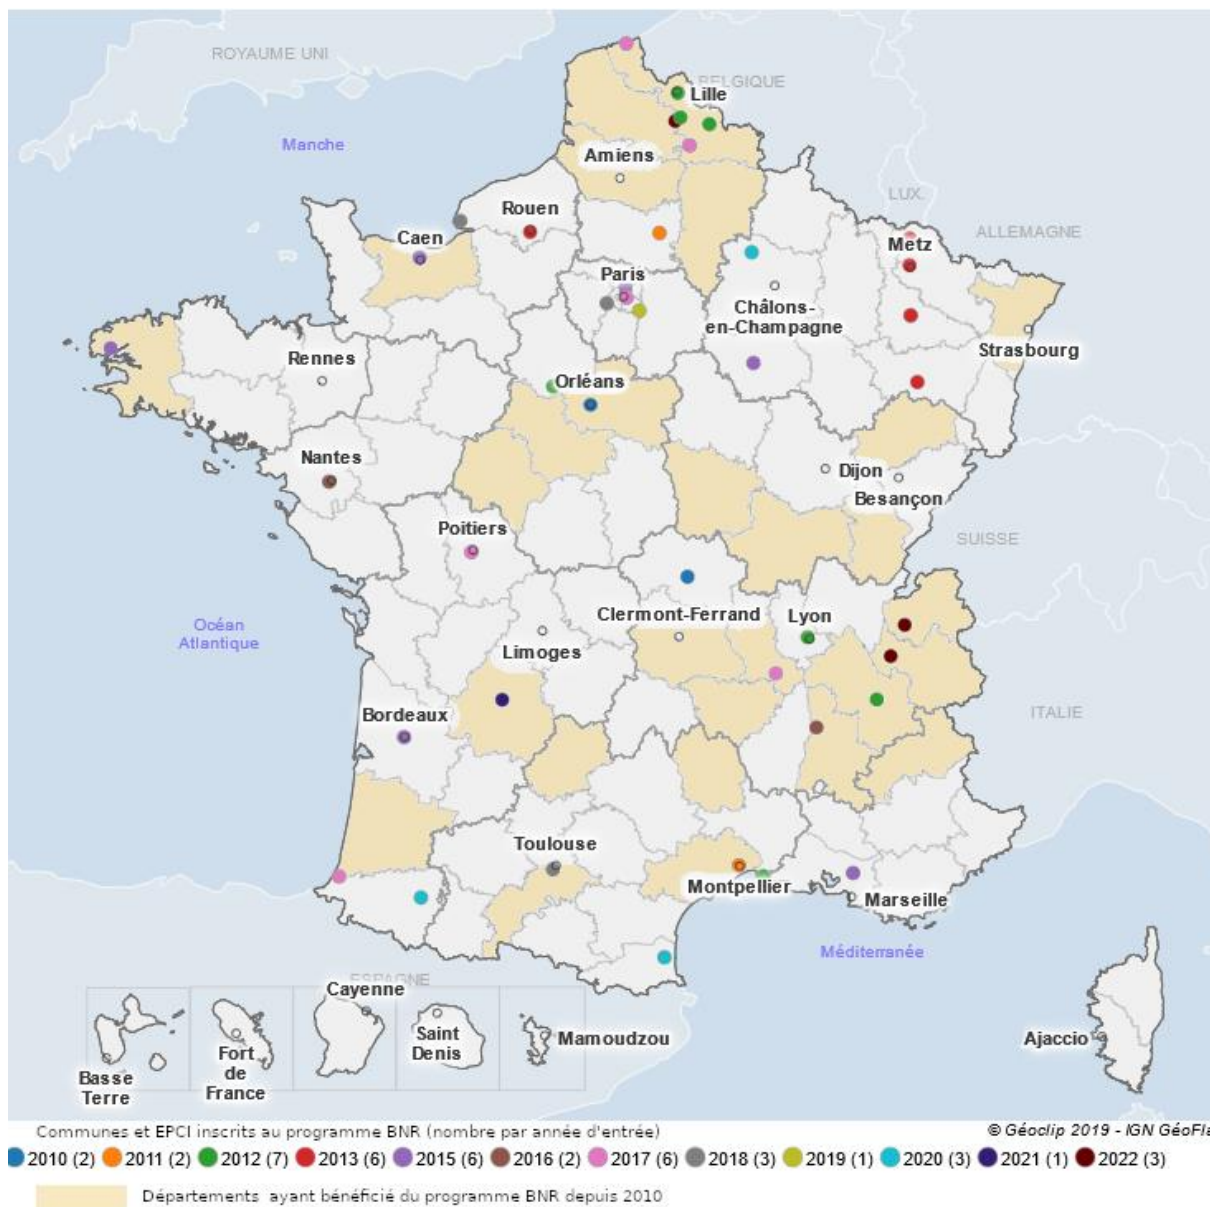 ROYAUME UNI
BELGIQUE
Lille
Manche
Amiens
LUX.
Rouen
ALLEMAGNE
Caen
Metz
Paris
Châlons-
en-Champagne
Strasbourg
Rennes
Orléans
Nantes
Dijon
Besançon
Poitiers
SUISSE
Clermont-Ferrand
Lyon
Océan
Atlantique
Limoges
Bordeaux
ITALIE
Toulouse
Montpellier
Marseille
Méditerranée
ESPAGNE
Cayenne
Saint
Denis
Mamoudzou
Ajaccio
Fort
de
France
Basse
Terre
Communes et EPCI inscrits au programme BNR (nombre par année d'entrée)
© Géoclip 2019 - IGN GéoFla
2010 (2) 2011 (2) 2012 (7) 2013 (6) 2015 (6) 2016 (2) 2017 (6) 2018 (3) 2019 (1) 2020 (3) 2021 (1) 2022 (3)
Départements ayant bénéficié du programme BNR depuis 2010